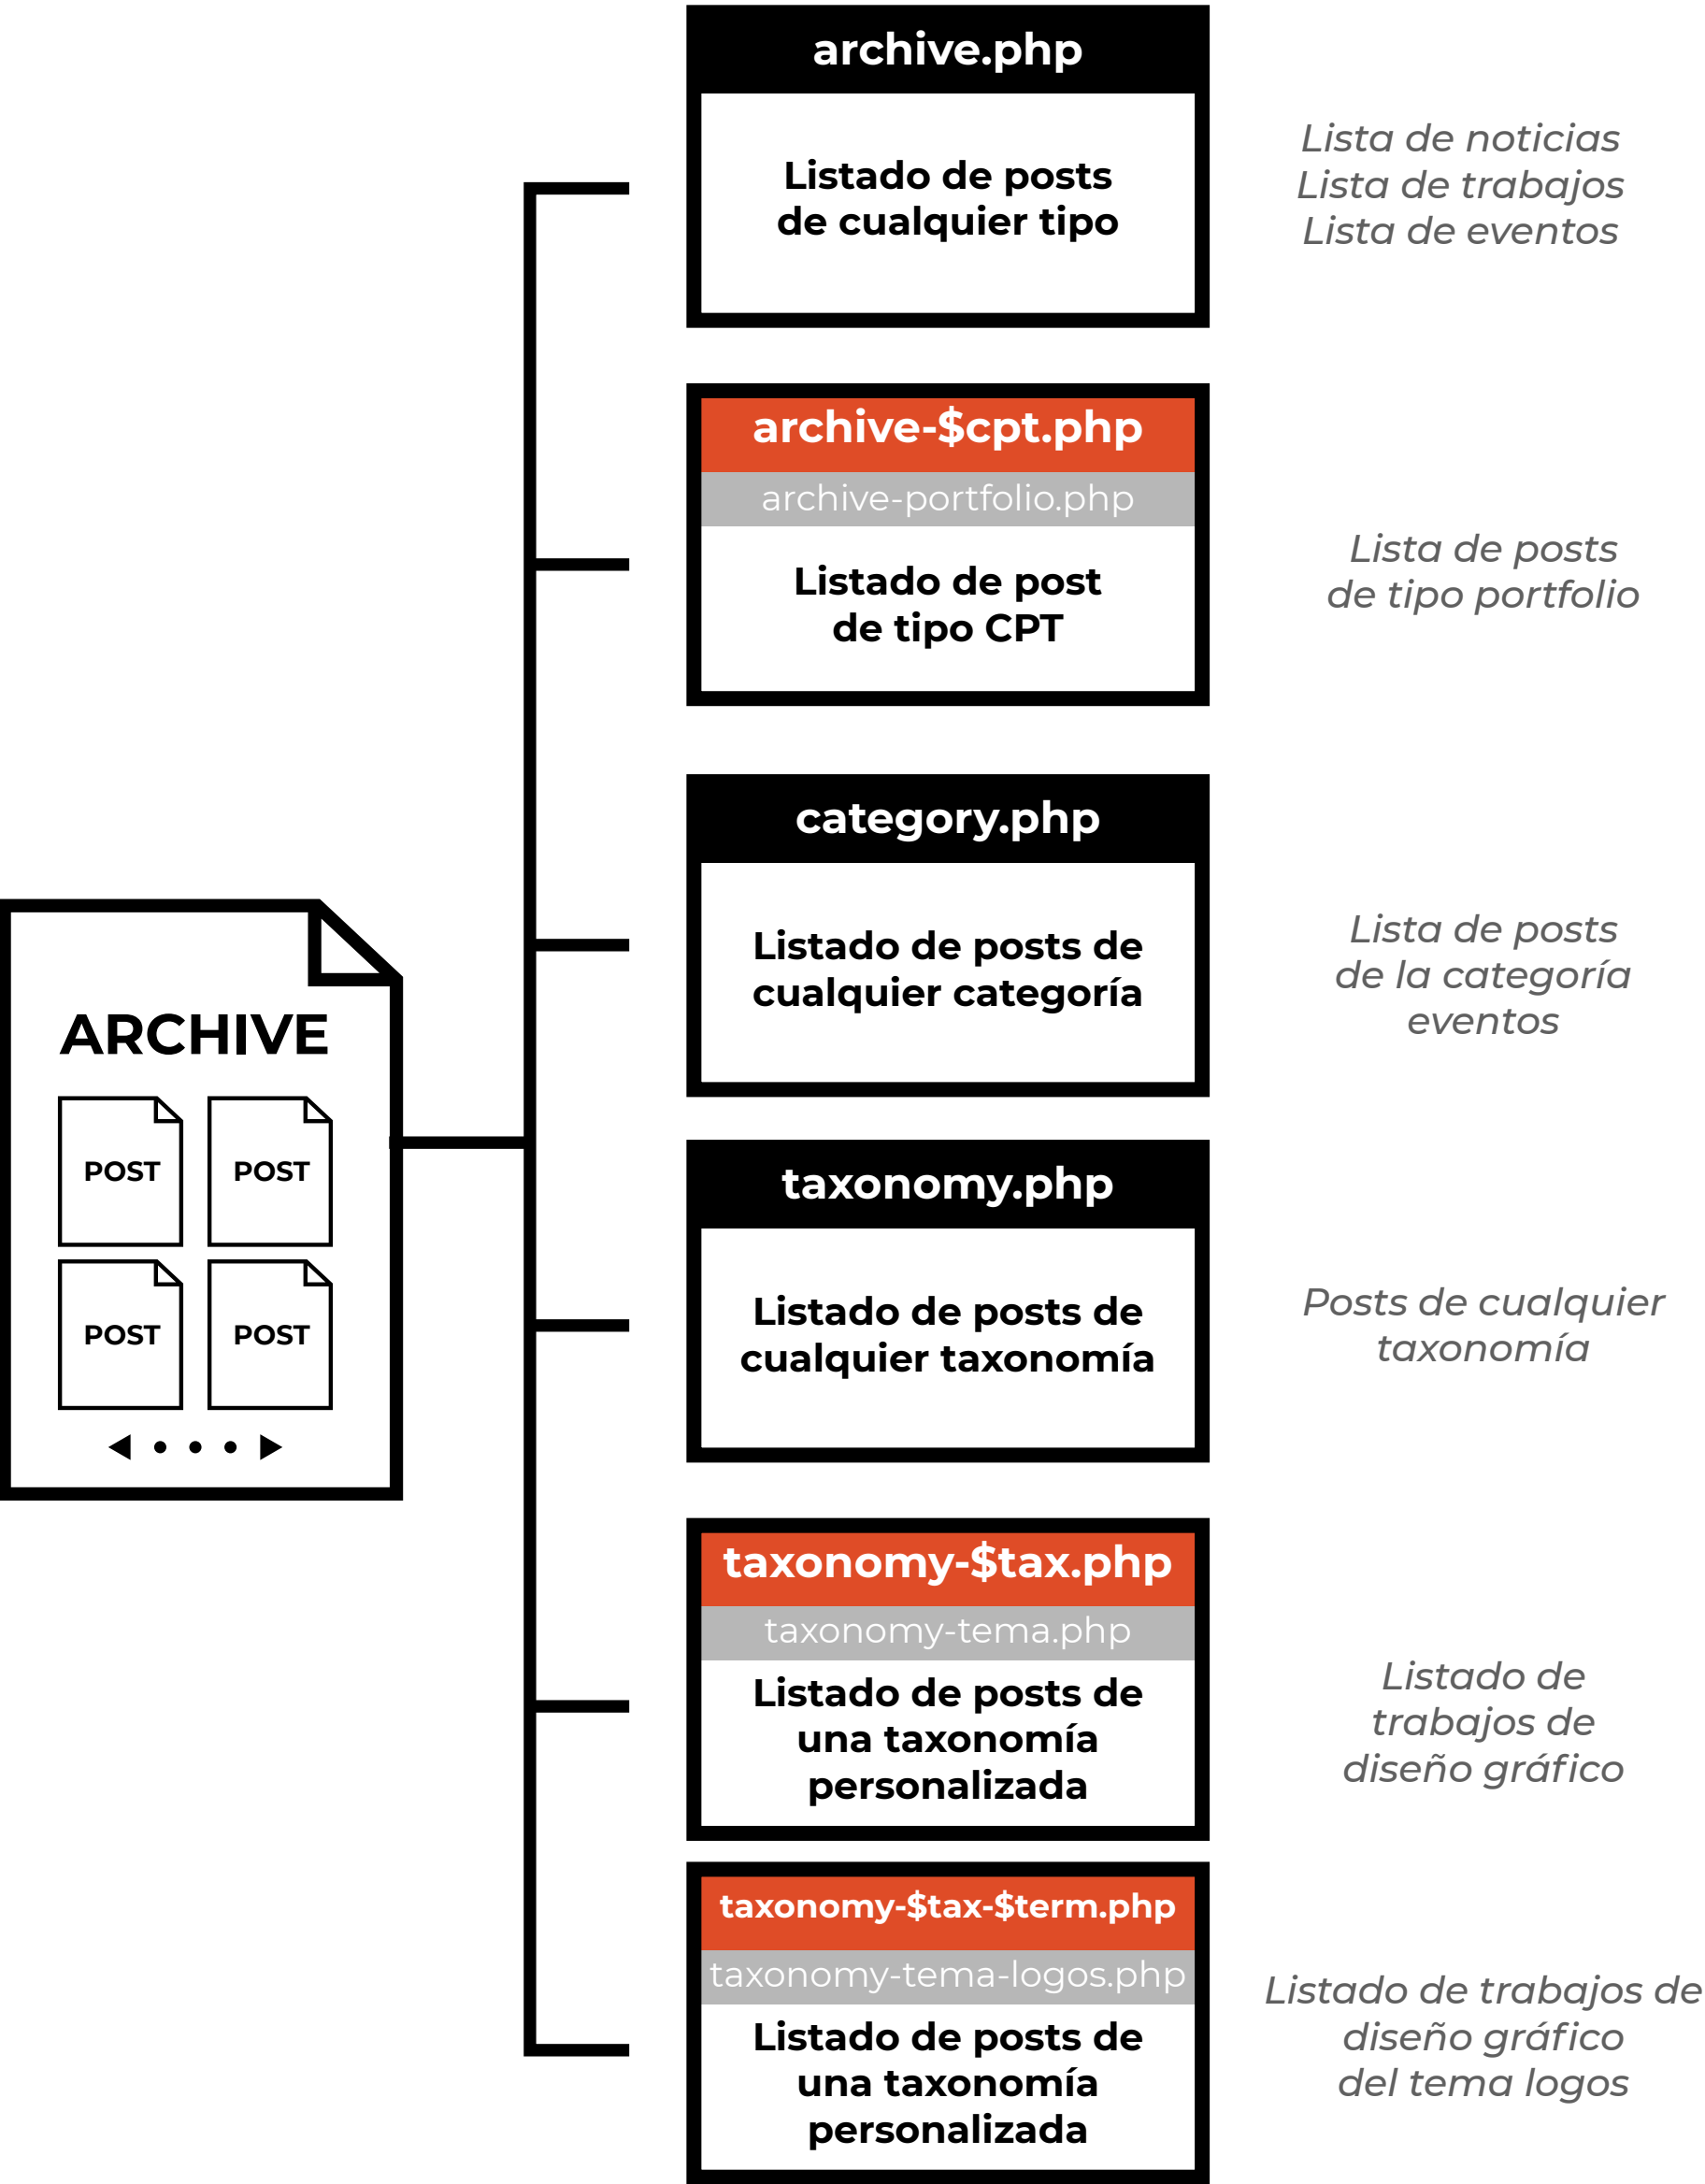 archive.php
Listado de posts
de cualquier tipo
Lista de noticias
Lista de trabajos
Lista de eventos
archive-$cpt.php
archive-portfolio.php
Listado de post
de tipo CPT
Lista de posts
de tipo portfolio
category.php
Listado de posts de
cualquier categoría
Lista de posts
de la categoría
eventos
ARCHIVE
POST
POST
POST
POST
taxonomy.php
Listado de posts de
cualquier taxonomía
Posts de cualquier
taxonomía
taxonomy-$tax.php
taxonomy-tema.php
Listado de posts de
una taxonomía
personalizada
Listado de
trabajos de
diseño gráfico
taxonomy-$tax-$term.php
taxonomy-tema-logos.php
Listado de posts de
una taxonomía
personalizada
Listado de trabajos de
diseño gráfico
del tema logos